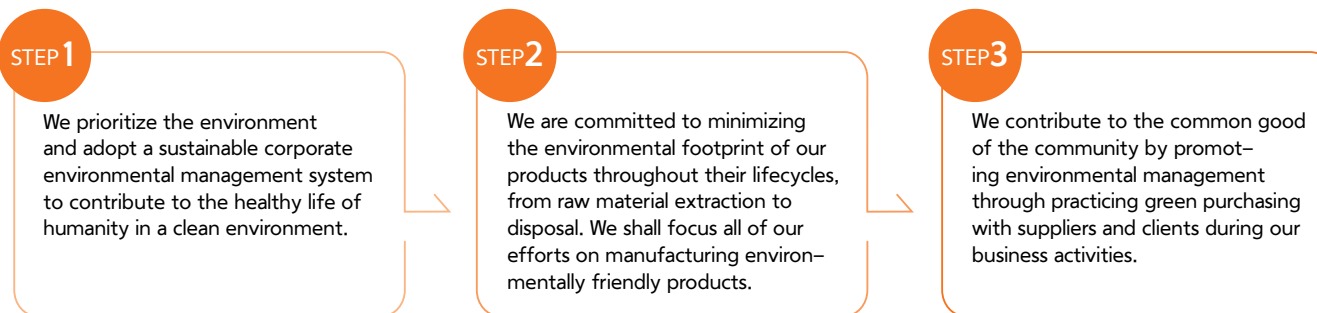 STEP1
We prioritize the environment
and adopt a sustainable corporate
environmental management system
to contribute to the healthy life of
humanity in a clean environment.
STEP2
We are committed to minimizing
the environmental footprint of our
products throughout their lifecycles,
from raw material extraction to
disposal. We shall focus all of our
efforts on manufacturing environ–
mentally friendly products.
STEP3
We contribute to the common good
of the community by promot–
ing environmental management
through practicing green purchasing
with suppliers and clients during our
business activities.